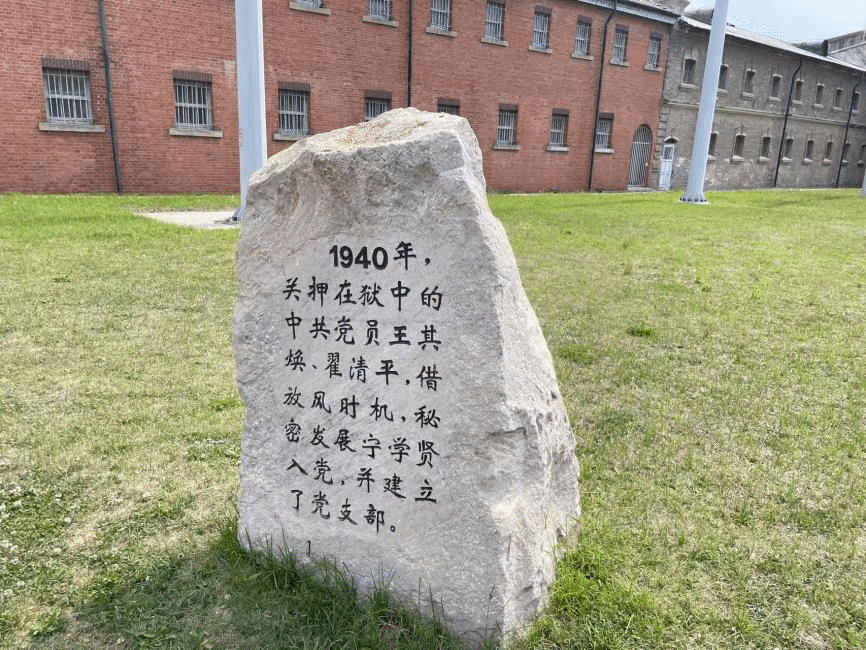 1940年，
关押在狱中的
中共党员王其
焕、翟清平，借
放风时机，秘
密发展宁学贤
入党，并建立
了党支部。